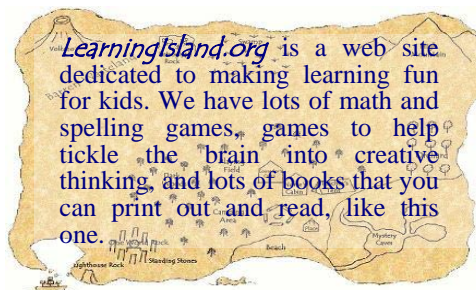 LearningIsland.org is a web site
dedicated to making learning fun
for kids. We have lots of math and
spelling games, games to help
tickle the brain into creative
thinking, and lots of books that you
can print out and read, like this
one.
Beach
Mystery
Caves
Lighthouse Rock
Standing Stones